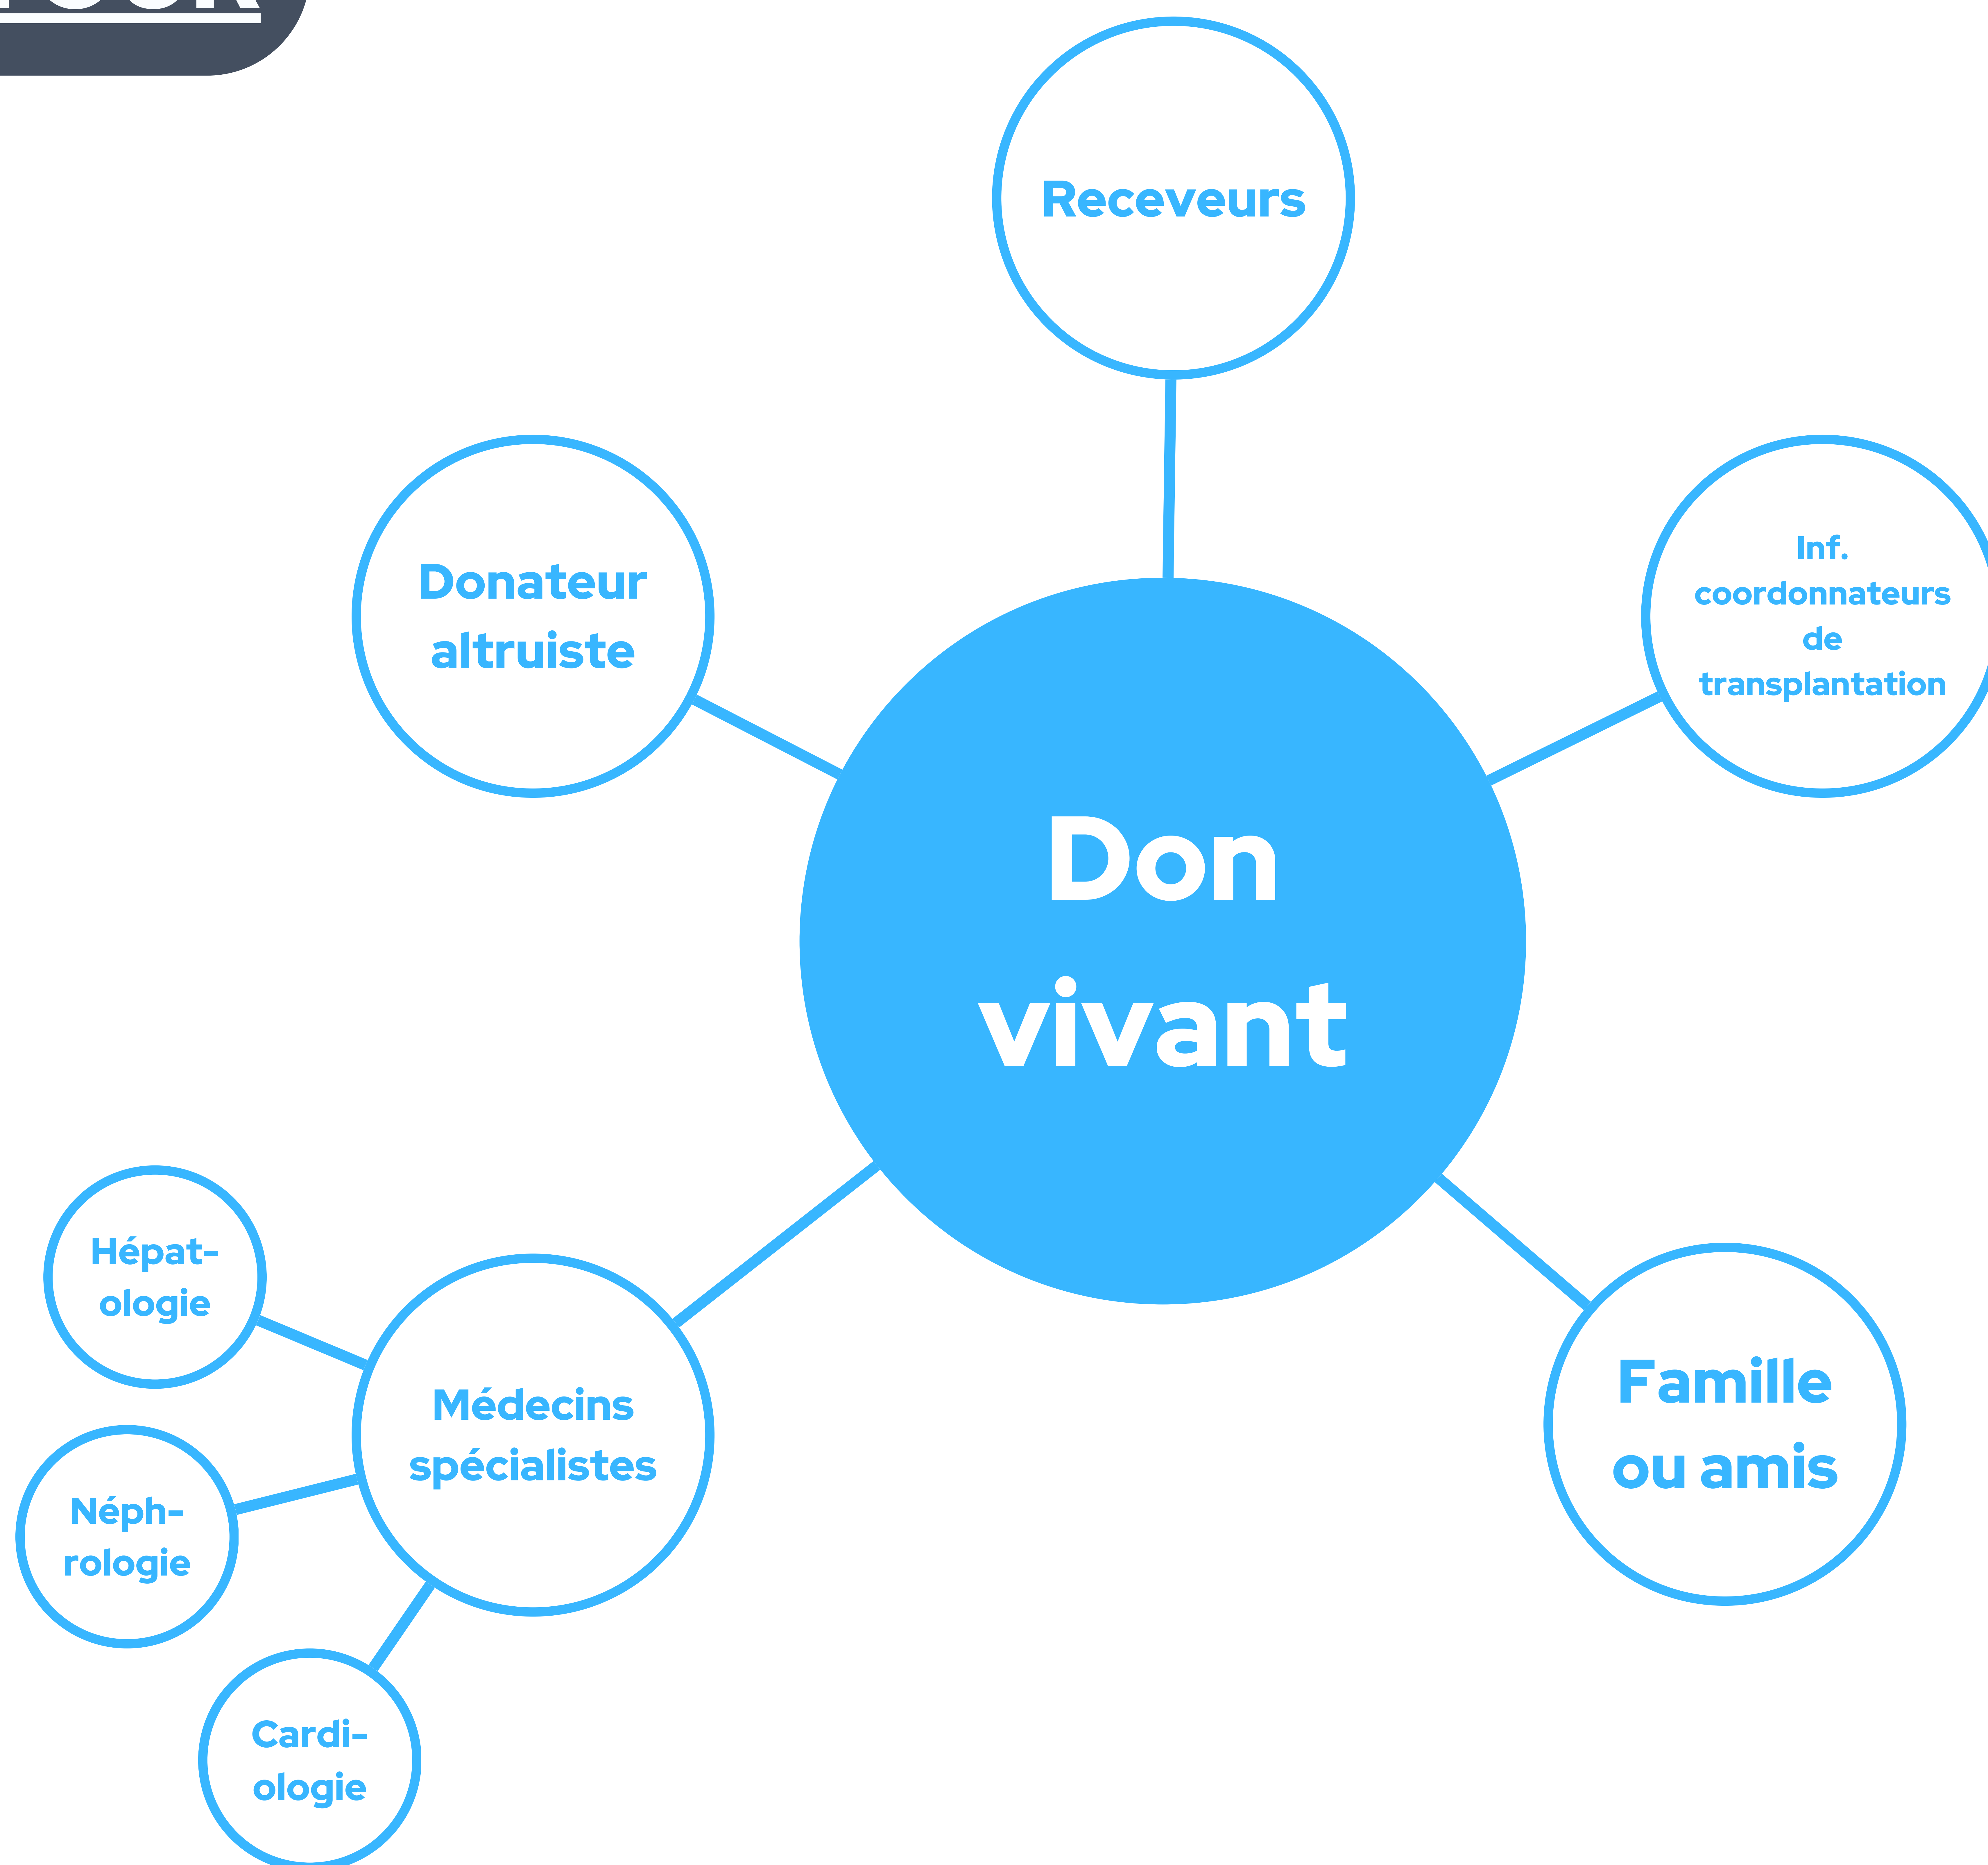 Receveurs
Donateur
altruiste
Inf.
coordonnateurs
de
transplantation
Don
vivant
Hépat-
ologie
Médecins
spécialistes
Famille
ou amis
Néph-
rologie
Cardi-
ologie